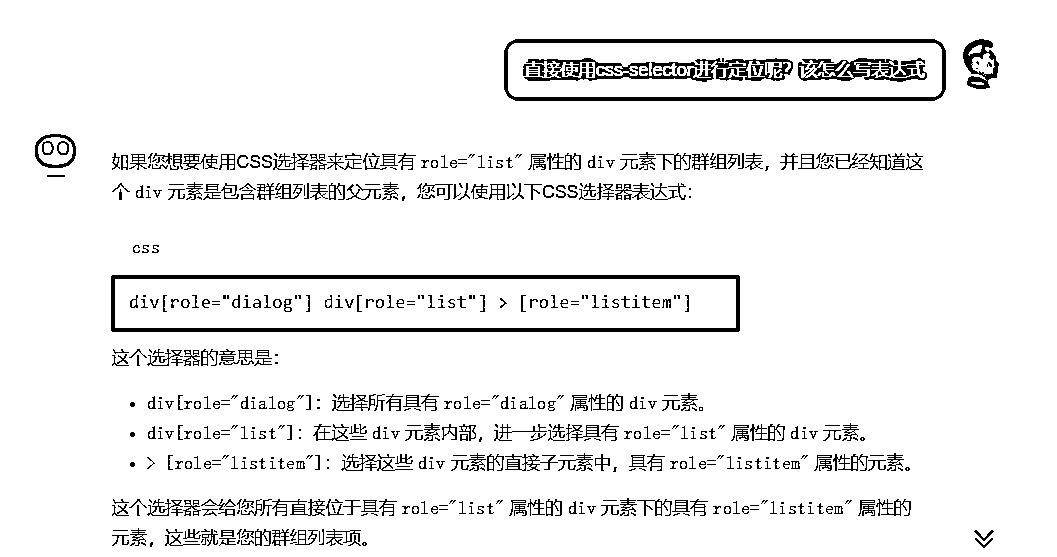 直接使用css-selector进行定位呢？该怎么写表达式
如果您想要使用CSS选择器来定位具有 role="list" 属性的 div 元素下的群组列表，并且您已经知道这
个 div 元素是包含群组列表的父元素，您可以使用以下CSS选择器表达式：
css
div[role="dialog"] div[role="list"] > [role="listitem"]
这个选择器的意思是：
• div[role="dialog"]：选择所有具有 role="dialog" 属性的 div 元素。
• div[role="list"]：在这些 div 元素内部，进一步选择具有 role="list" 属性的 div 元素。
• > [role="listitem"]：选择这些 div 元素的直接子元素中，具有 role="listitem" 属性的元素。
这个选择器会给您所有直接位于具有 role="list" 属性的 div 元素下的具有 role="listitem" 属性的
元素，这些就是您的群组列表项。